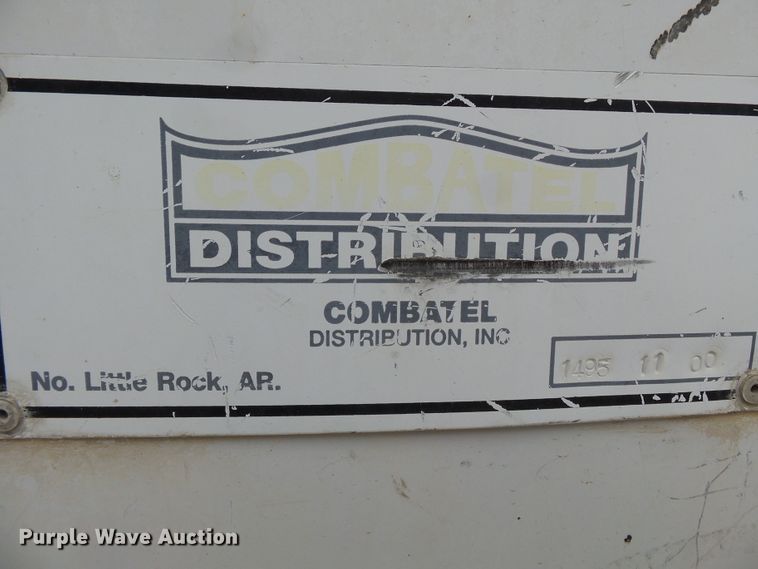 COMBATEL
DISTRIBUTION
COMBATEL
DISTRIBUTION, INC
1495 11 00
No. Little Rock, AR.
Purple Wave Auction